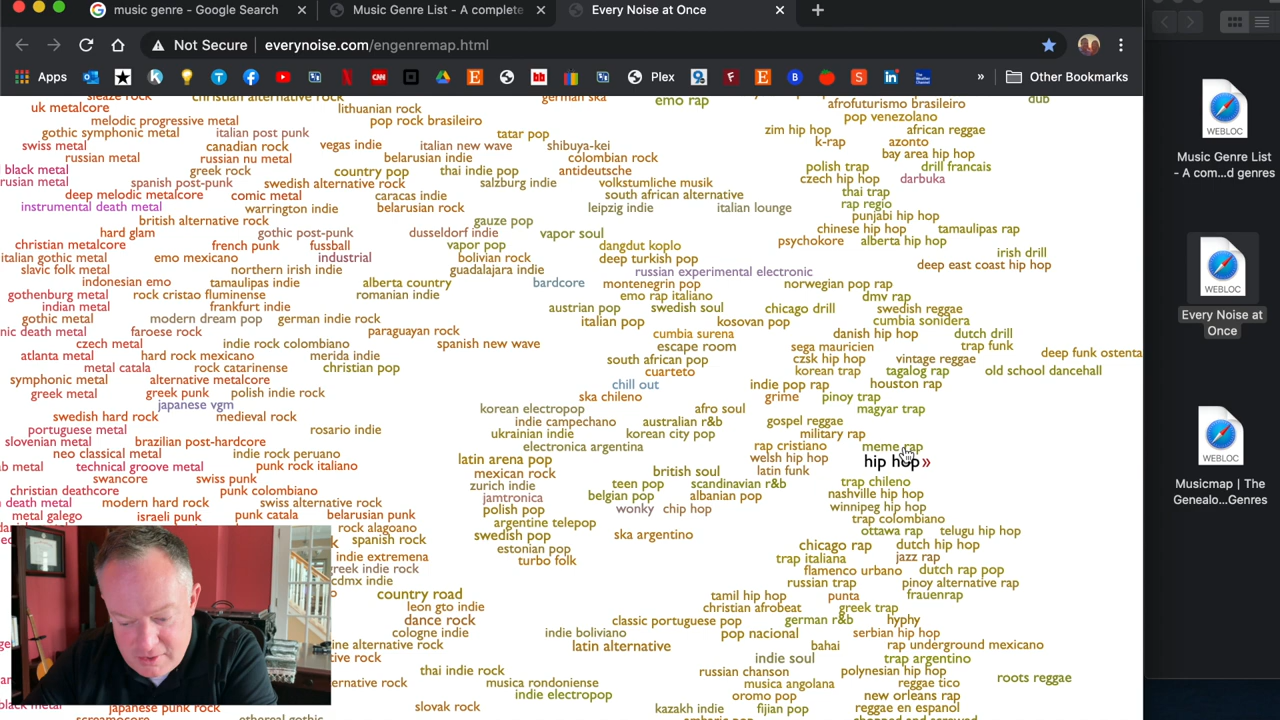 music genre - Google Search
Music Genre List - A complete
Every Noise at Once
Not Secure
everynoise.com/engenremap.html
Apps
Plex
»
Other Bookmarks
christian alternative rock
german ska
emo rap
dub
uk metalcore
lithuanian rock
afrofuturismo brasileiro
melodic progressive metal
pop rock brasileiro
pop venezolano
gothic symphonic metal
italian post punk
tatar pop
zim hip hop
african reggae
swiss metal
canadian rock
vegas indie
italian new wave
shibuya-kei
k-rap
azonto
russian metal
russian nu metal
belarusian indie
colombian rock
bay area hip hop
black metal
greek rock
country pop
thai indie pop
antideutsche
polish trap
drill francais
rusian metal
spanish post-punk
swedish alternative rock
salzburg indie
volkstumliche musik
czech hip hop
darbuka
deep melodic metalcore
comic metal
caracas indie
south african alternative
thai trap
instrumental death metal
warrington indie
belarusian rock
leipzig indie
italian lounge
rap regio
british alternative rock
gauze pop
punjabi hip hop
hard glam
gothic post-punk
dusseldorf indie
vapor soul
chinese hip hop
tamaulipas rap
christian metalcore
french punk
fussball
vapor pop
dangdut koplo
psychokore
alberta hip hop
italian gothic metal
emo mexicano
industrial
bolivian rock
deep turkish pop
irish drill
slavic folk metal
northern irish indie
guadalajara indie
russian experimental electronic
deep east coast hip hop
indonesian emo
tamaulipas indie
alberta country
bardcore
montenegrin pop
norwegian pop rap
gothenburg metal
rock cristao fluminense
romanian indie
emo rap italiano
dmv rap
indian metal
frankfurt indie
austrian pop
swedish soul
chicago drill
swedish reggae
gothic metal
modern dream pop
german indie rock
italian pop
kosovan pop
cumbia sonidera
nic death metal
faroese rock
paraguayan rock
cumbia surena
danish hip hop
dutch drill
czech metal
indie rock colombiano
spanish new wave
escape room
sega mauricien
trap funk
atlanta metal
hard rock mexicano
merida indie
south african pop
czsk hip hop
vintage reggae
deep funk ostenta
metal catala
rock catarinense
christian pop
cuarteto
korean trap
tagalog rap
old school dancehall
symphonic metal
alternative metalcore
chill out
indie pop rap
houston rap
greek metal
greek punk
polish indie rock
ska chileno
grime
pinoy trap
japanese vgm
korean electropop
afro soul
magyar trap
swedish hard rock
medieval rock
indie campechano
australian r&b
gospel reggae
portuguese metal
rosario indie
ukrainian indie
korean city pop
military rap
slovenian metal
brazilian post-hardcore
electronica argentina
rap cristiano
meme rap
neo classical metal
indie rock peruano
latin arena pop
welsh hip hop
hip hop»
b metal
technical groove metal
punk rock italiano
mexican rock
british soul
latin funk
swancore
swiss punk
zurich indie
teen pop
scandinavian r&b
trap chileno
christian deathcore
punk colombiano
jamtronica
belgian pop
albanian pop
nashville hip hop
death metal
modern hard rock
swiss alternative rock
polish pop
wonky
chip hop
winnipeg hip hop
metal galego
israeli punk
punk catala
belarusian punk
argentine telepop
trap colombiano
rock alagoano
swedish pop
ska argentino
ottawa rap
telugu hip hop
spanish rock
estonian pop
chicago rap
dutch hip hop
indie extremena
turbo folk
trap italiana
jazz rap
greek indie rock
flamenco urbano
dutch rap pop
cdmx indie
russian trap
pinoy alternative rap
country road
tamil hip hop
punta
frauenrap
leon gto indie
christian afrobeat
greek trap
dance rock
classic portuguese pop
german r&b
hyphy
cologne indie
indie boliviano
pop nacional
serbian hip hop
ine alternative rock
latin alternative
bahai
rap underground mexicano
tive rock
indie soul
trap argentino
thai indie rock
russian chanson
polynesian hip hop
roots reggae
ernative rock
musica rondoniense
musica angolana
reggae tico
indie electropop
oromo pop
new orleans rap
black metal
japanese punk rock
slovak rock
kazakh indie
fijian pop
reggae en espanol
screamocore
ethereal gothic
WEBLOC
Music Genre List
- A com...d genres
WEBLOC
Every Noise at
Once
WEBLOC
Musicmap | The
Genealo...Genres